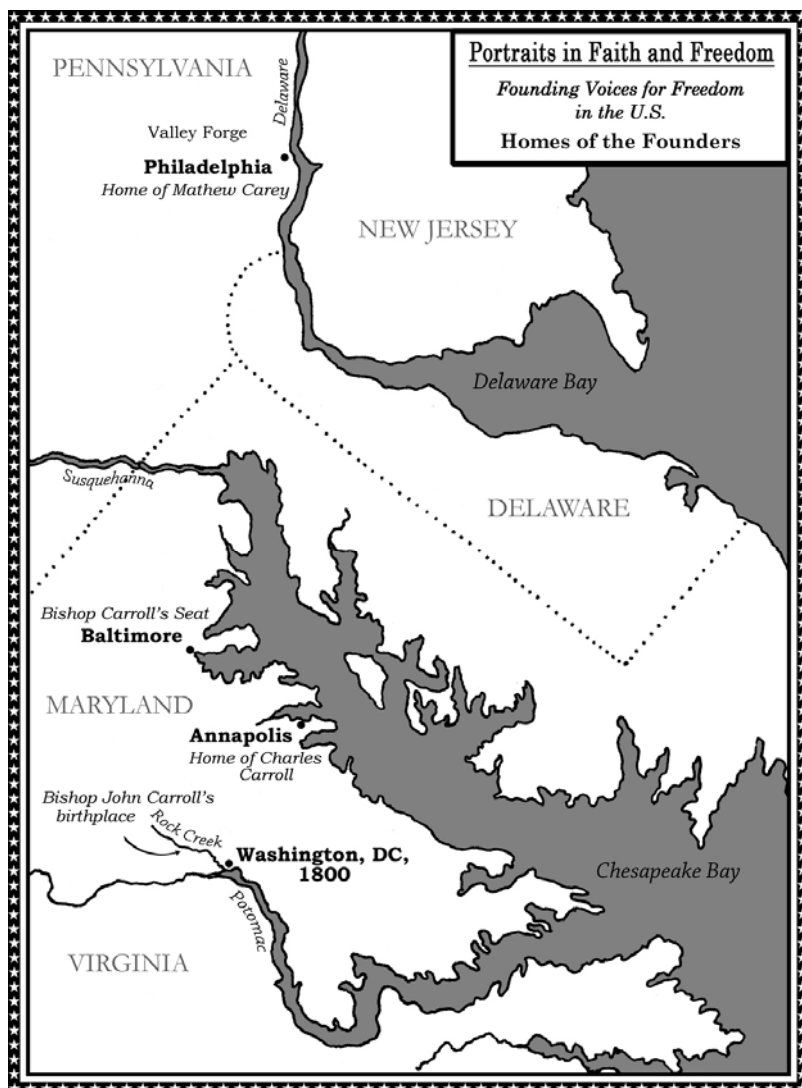 Portraits in Faith and Freedom
Founding Voices for Freedom
in the U.S.
Homes of the Founders
PENNSYLVANIA
Delaware
Valley Forge
Philadelphia
Home of Mathew Carey
NEW JERSEY
Delaware Bay
Susquehanna
DELAWARE
Bishop Carroll's Seat
Baltimore
MARYLAND
Annapolis
Home of Charles
Carroll
Bishop John Carroll's
birthplace
Rock Creek
Washington, DC,
1800
Chesapeake Bay
Potomac
VIRGINIA